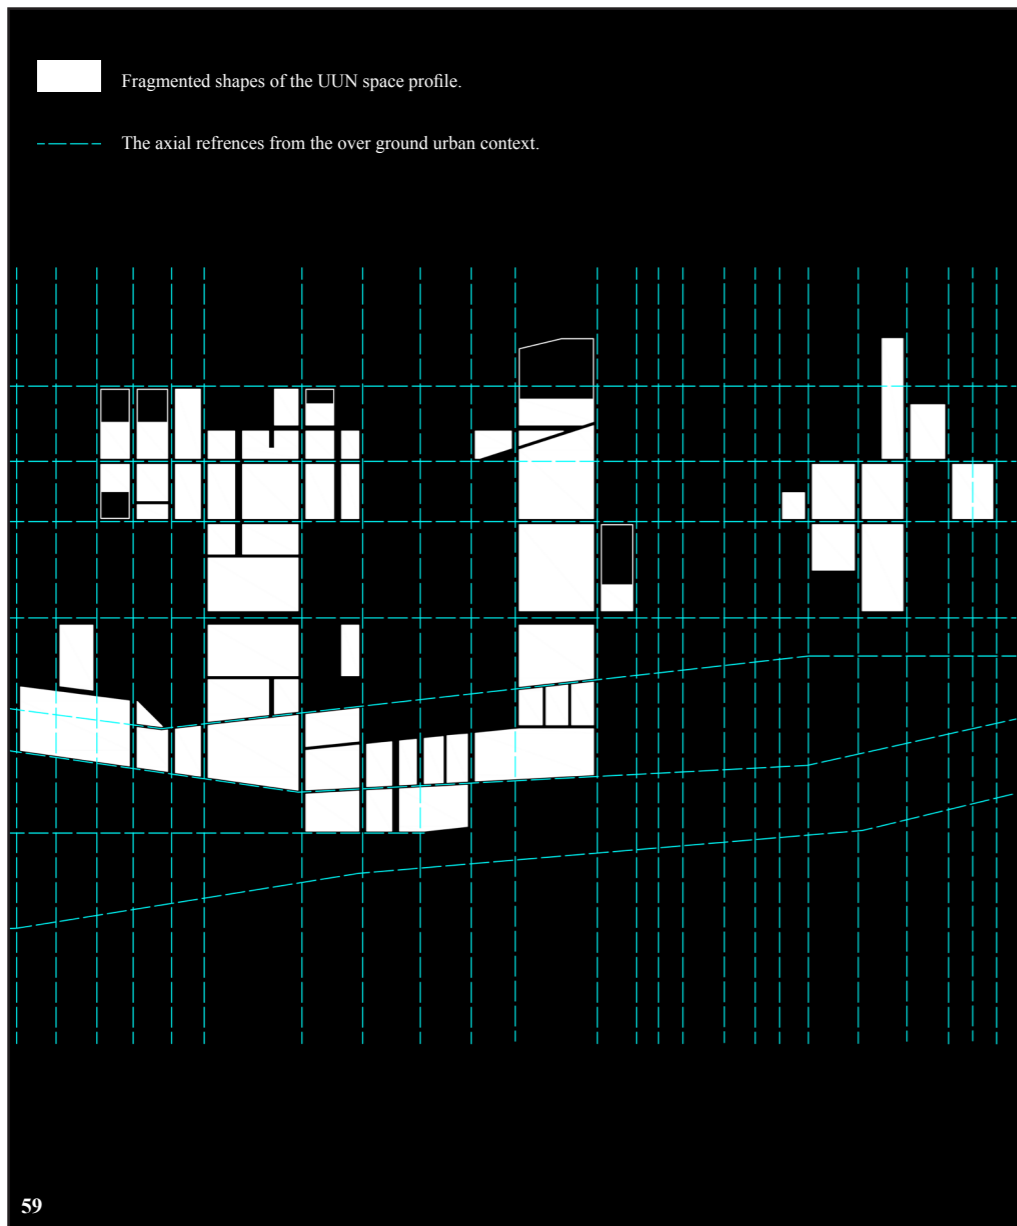 Fragmented shapes of the UUN space profile.
The axial refrences from the over ground urban context.
59